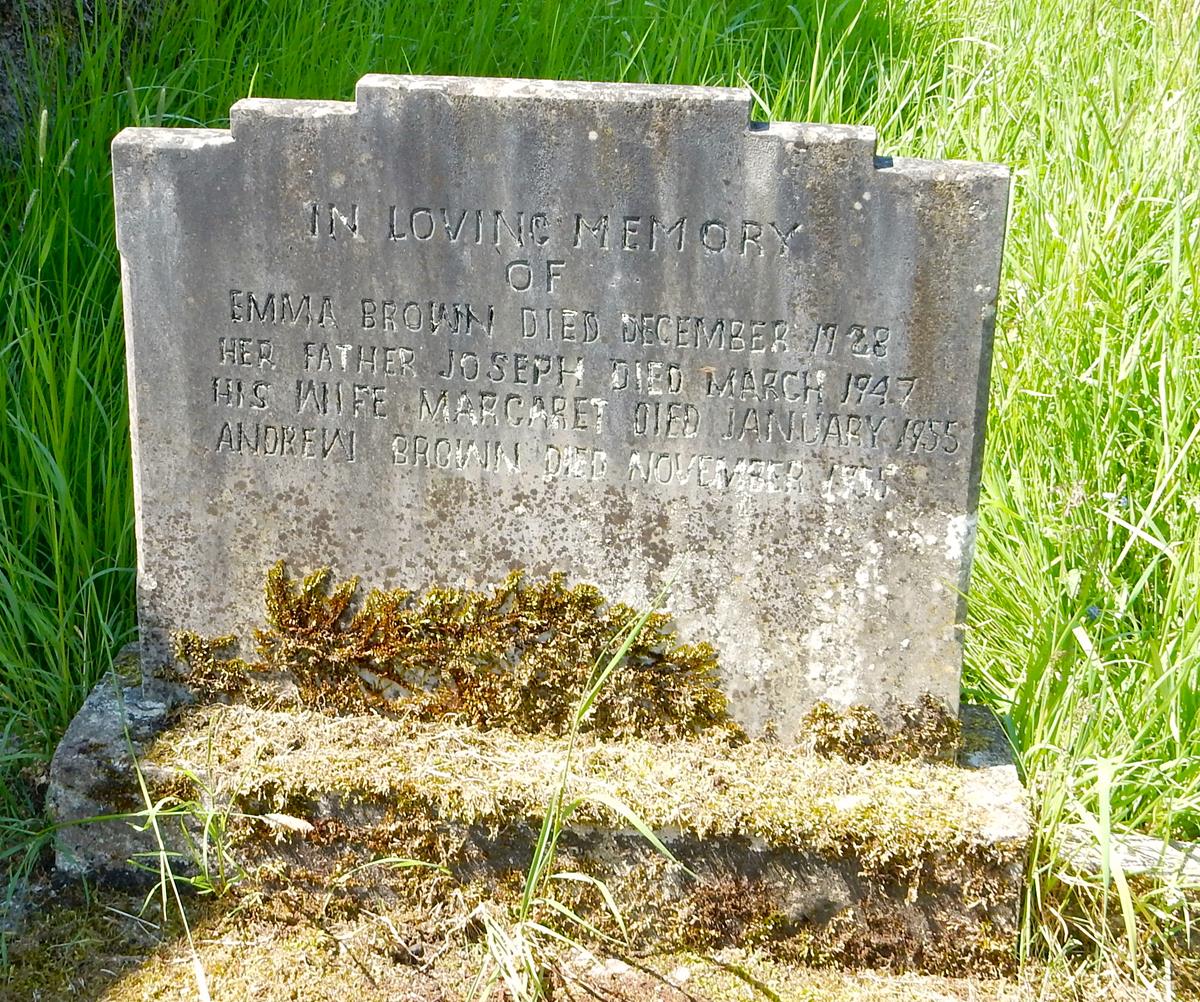 IN LOVING MEMORY
OF
EMMA BROWN DIED DECEMBER 1928
HER FATHER JOSEPH DIED MARCH 1947
HIS WIFE MARGARET DIED JANUARY 1955
ANDREW BROWN DIED NOVEMBER